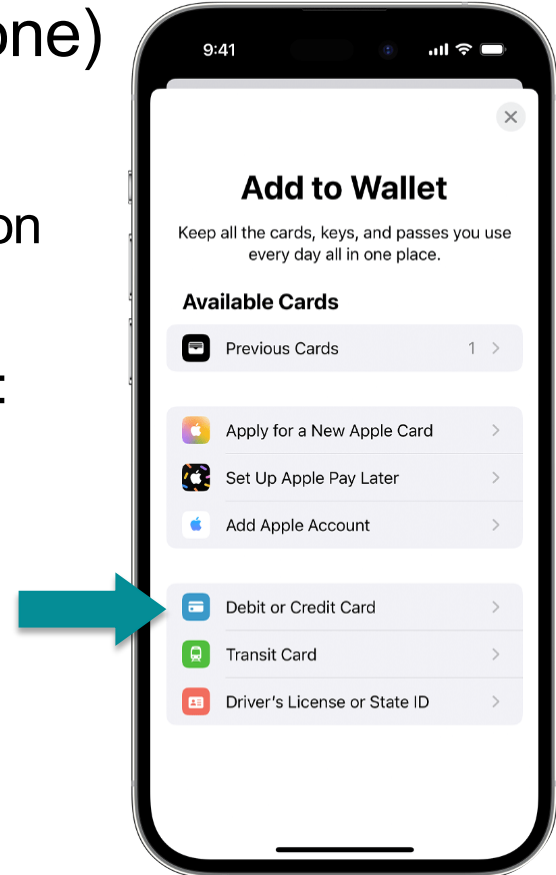 one)
9:41
on
Add to Wallet
Keep all the cards, keys, and passes you use
every day all in one place.
Available Cards
Previous Cards 1
Apply for a New Apple Card
Set Up Apple Pay Later
Add Apple Account
Debit or Credit Card
Transit Card
Driver's License or State ID